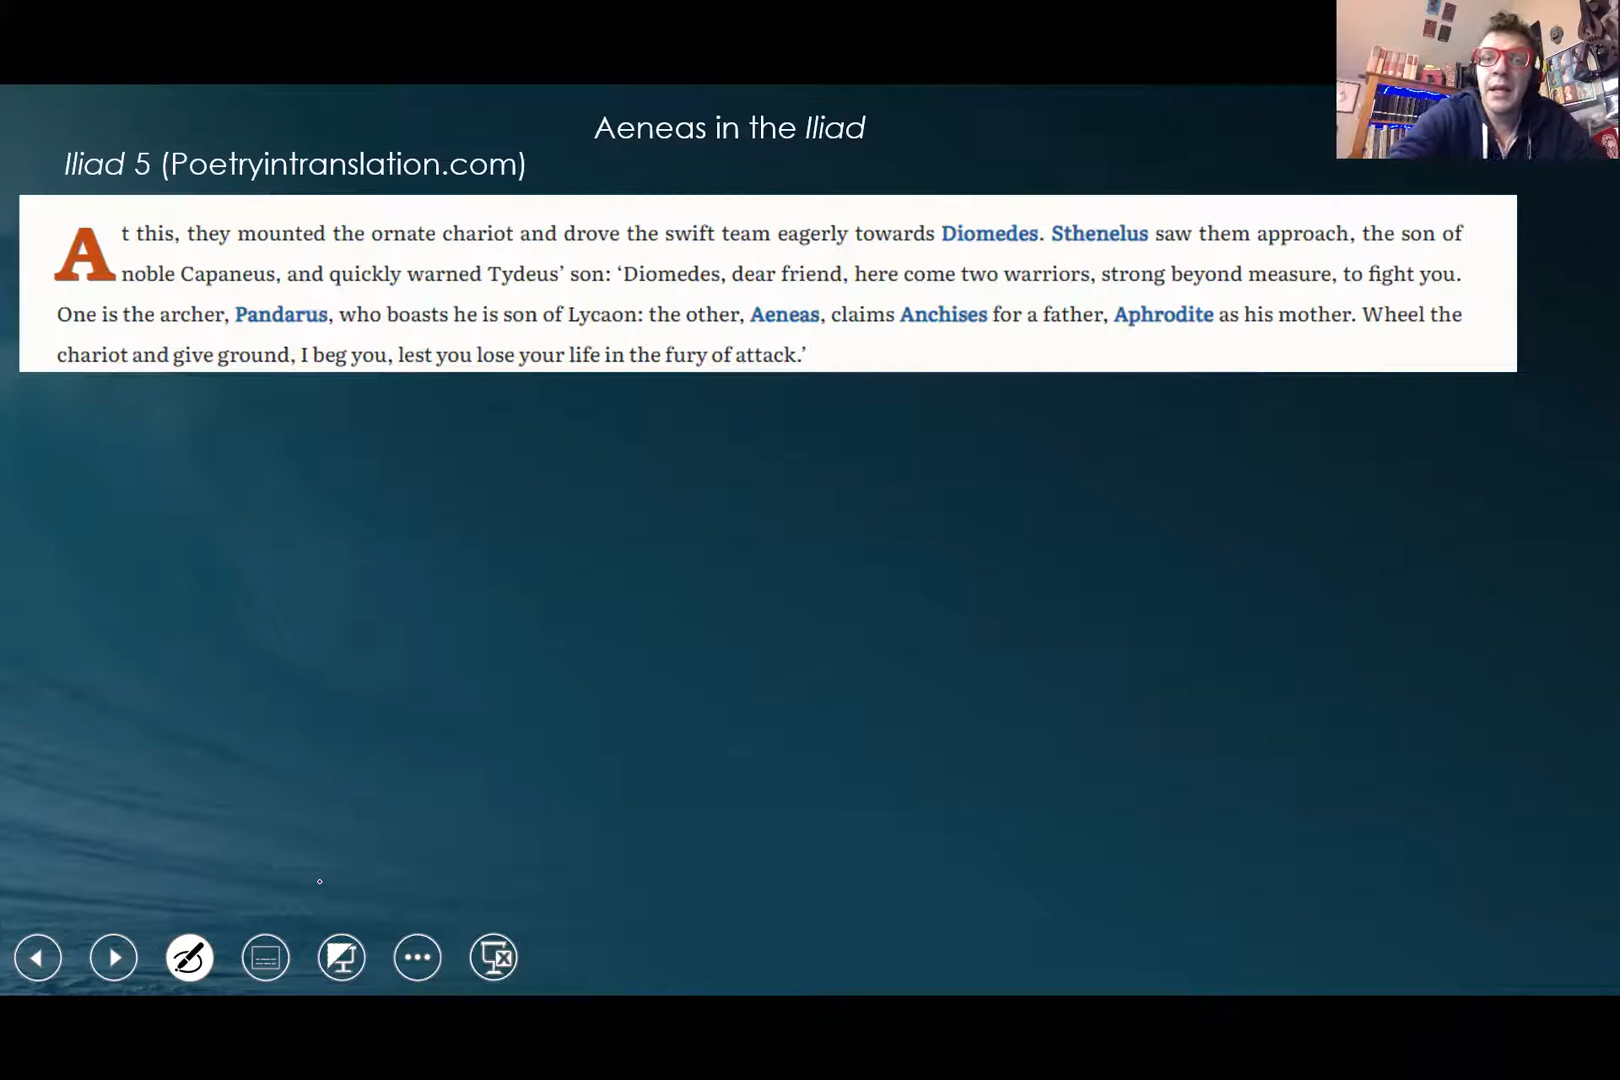 Aeneas in the Iliad
Iliad 5 (Poetryintranslation.com)
At this, they mounted the ornate chariot and drove the swift team eagerly towards Diomedes. Sthenelus saw them approach, the son of
noble Capaneus, and quickly warned Tydeus’ son: ‘Diomedes, dear friend, here come two warriors, strong beyond measure, to fight you.
One is the archer, Pandarus, who boasts he is son of Lycaon: the other, Aeneas, claims Anchises for a father, Aphrodite as his mother. Wheel the
chariot and give ground, I beg you, lest you lose your life in the fury of attack.’